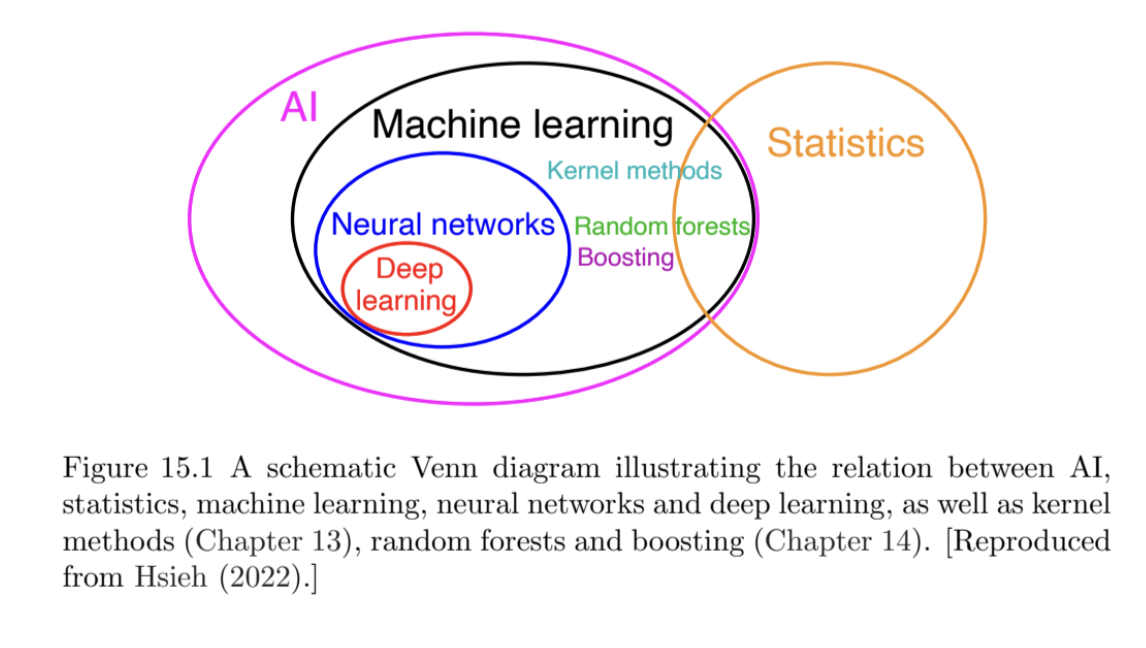 AI
Machine learning
Statistics
Kernel methods
Neural networks
Random forests
Boosting
Deep
learning
Figure 15.1 A schematic Venn diagram illustrating the relation between AI,
statistics, machine learning, neural networks and deep learning, as well as kernel
methods (Chapter 13), random forests and boosting (Chapter 14). [Reproduced
from Hsieh (2022).]